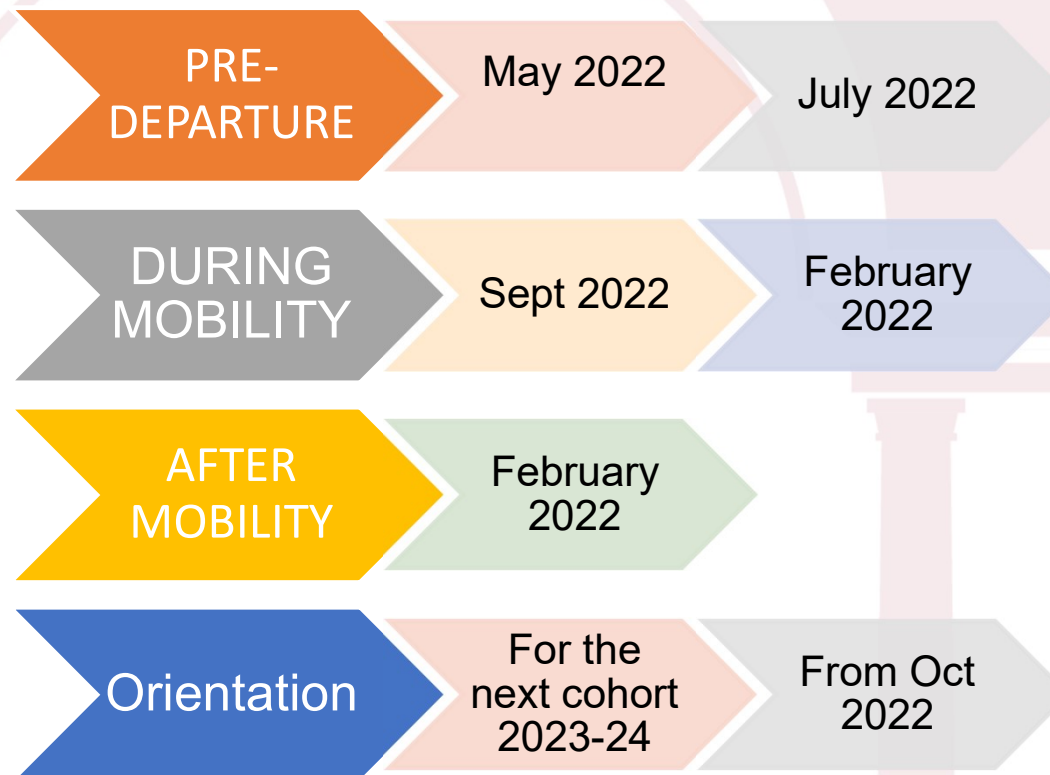 PRE-
DEPARTURE
May 2022
July 2022
DURING
MOBILITY
Sept 2022
February
2022
AFTER
MOBILITY
February
2022
Orientation
For the
next cohort
2023-24
From Oct
2022